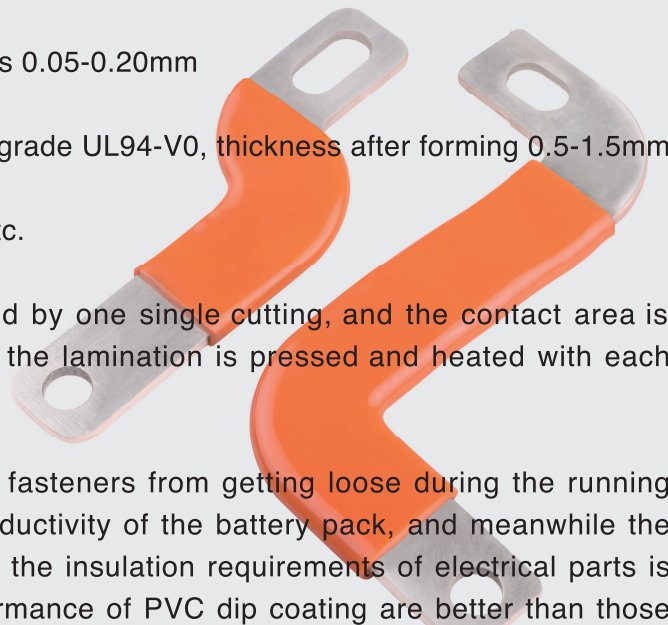 s 0.05-0.20mm
grade UL94-V0, thickness after forming 0.5-1.5mm
tc.
d by one single cutting, and the contact area is
the lamination is pressed and heated with each
fasteners from getting loose during the running
ductivity of the battery pack, and meanwhile the
the insulation requirements of electrical parts is
rmance of PVC dip coating are better than those